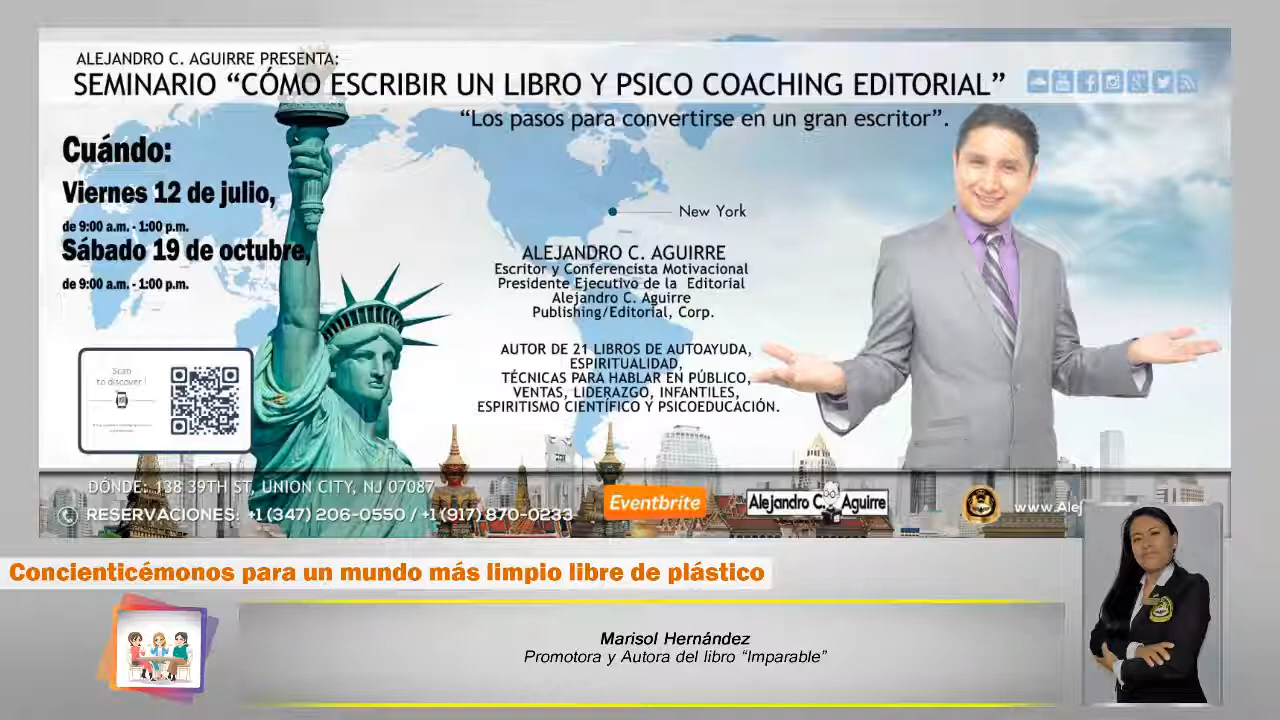 ALEJANDRO C. AGUIRRE PRESENTA:
SEMINARIO “CÓMO ESCRIBIR UN LIBRO Y PSICO COACHING EDITORIAL”
“Los pasos para convertirse en un gran escritor”.
Cuándo:
Viernes 12 de julio,
de 9:00 a.m. - 1:00 p.m.
Sábado 19 de octubre,
de 9:00 a.m. - 1:00 p.m.
New York
ALEJANDRO C. AGUIRRE
Escritor y Conferencista Motivacional
Presidente Ejecutivo de la Editorial
Alejandro C. Aguirre
Publishing/Editorial, Corp.
AUTOR DE 21 LIBROS DE AUTOAYUDA,
ESPIRITUALIDAD,
TÉCNICAS PARA HABLAR EN PÚBLICO,
VENTAS, LIDERAZGO, INFANTILES,
ESPIRITISMO CIENTÍFICO Y PSICOEDUCACIÓN.
Scan
to discover !
DÓNDE: 138 39TH ST, UNION CITY, NJ 07087
RESERVACIONES: +1 (347) 206-0550 / +1 (917) 870-0233
Eventbrite
Alejandro C. Aguirre
www.Alej
Concienticémonos para un mundo más limpio libre de plástico
Marisol Hernández
Promotora y Autora del libro “Imparable”